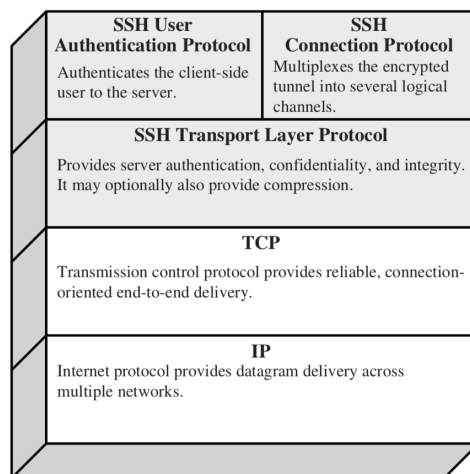 SSH User
Authentication Protocol
Authenticates the client-side
user to the server.
SSH
Connection Protocol
Multiplexes the encrypted
tunnel into several logical
channels.
SSH Transport Layer Protocol
Provides server authentication, confidentiality, and integrity.
It may optionally also provide compression.
TCP
Transmission control protocol provides reliable, connection-
oriented end-to-end delivery.
IP
Internet protocol provides datagram delivery across
multiple networks.